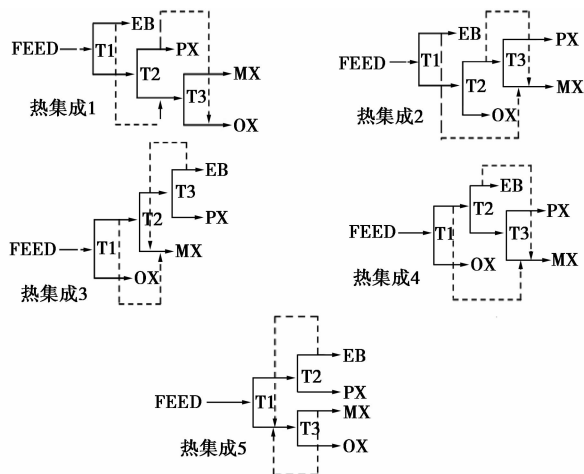 EB
FEED T1 PX
T2 MX
T3
热集成1 OX
EB
PX
FEED T1 T3
T2 MX
热集成2 OX
EB
T3
T2 PX
FEED T1 MX
热集成3 OX
EB
T2 PX
FEED T1 T3
热集成4 OX MX
EB
T2
FEED T1 PX
MX
T3
热集成5 OX